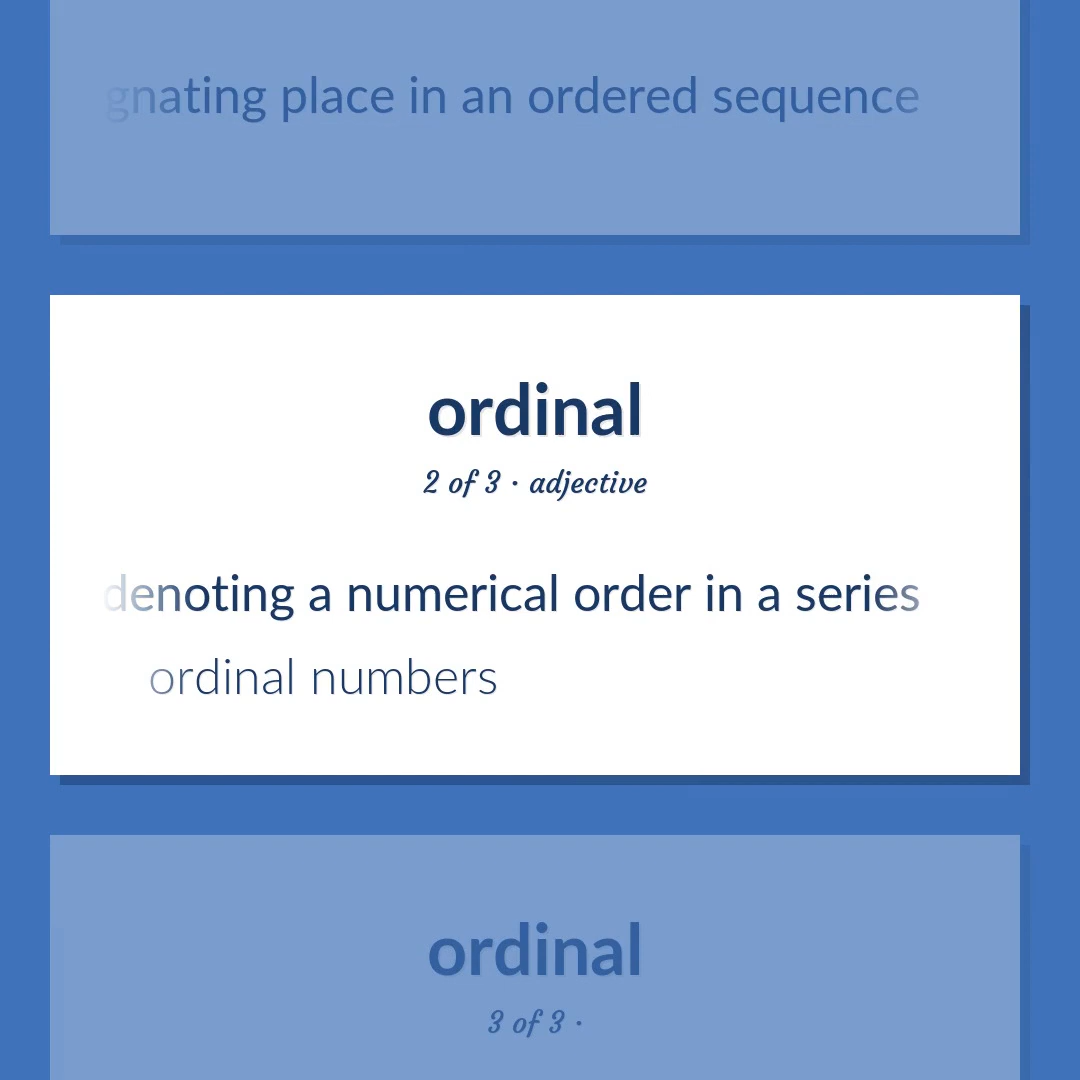 gnating place in an ordered sequence
ordinal
2 of 3 · adjective
denoting a numerical order in a series
ordinal numbers
ordinal
3 of 3 ·